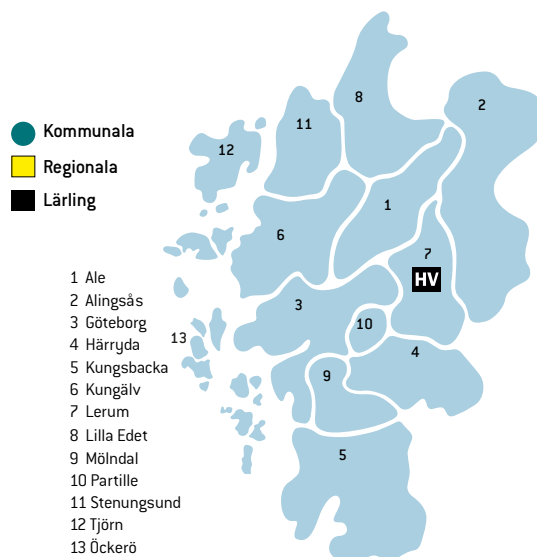 Kommunala
Regionala
Lärling
8
2
11
12
1
6
7
HV
3
13
10
4
9
5
1 Ale
2 Alingsås
3 Göteborg
4 Härryda
5 Kungsbacka
6 Kungälv
7 Lerum
8 Lilla Edet
9 Mölndal
10 Partille
11 Stenungsund
12 Tjörn
13 Öckerö